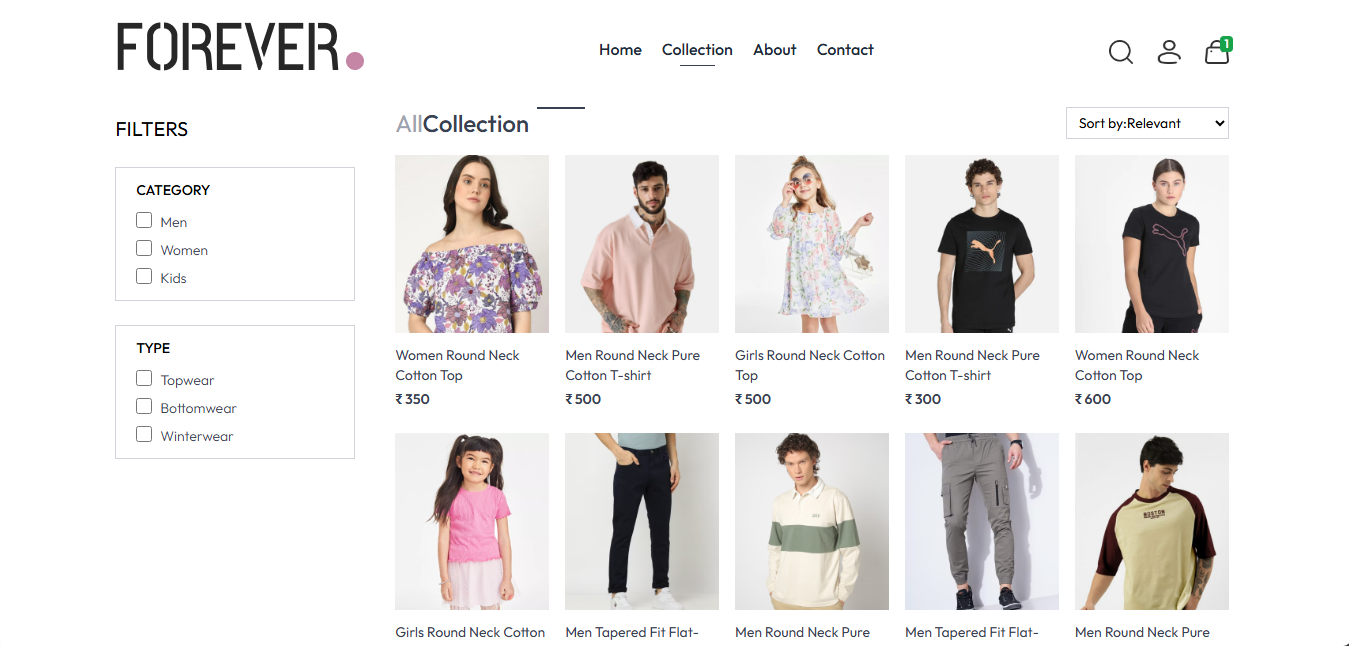 FOREVER.
Home Collection About Contact
1
FILTERS
AllCollection
Sort by:Relevant
CATEGORY
Men
Women
Kids
TYPE
Topwear
Bottomwear
Winterwear
Women Round Neck
Cotton Top
₹ 350
Men Round Neck Pure
Cotton T-shirt
₹ 500
Girls Round Neck Cotton
Top
₹ 500
Men Round Neck Pure
Cotton T-shirt
₹ 300
Women Round Neck
Cotton Top
₹ 600
BOSTON
Girls Round Neck Cotton
Men Tapered Fit Flat-
Men Round Neck Pure
Men Tapered Fit Flat-
Men Round Neck Pure